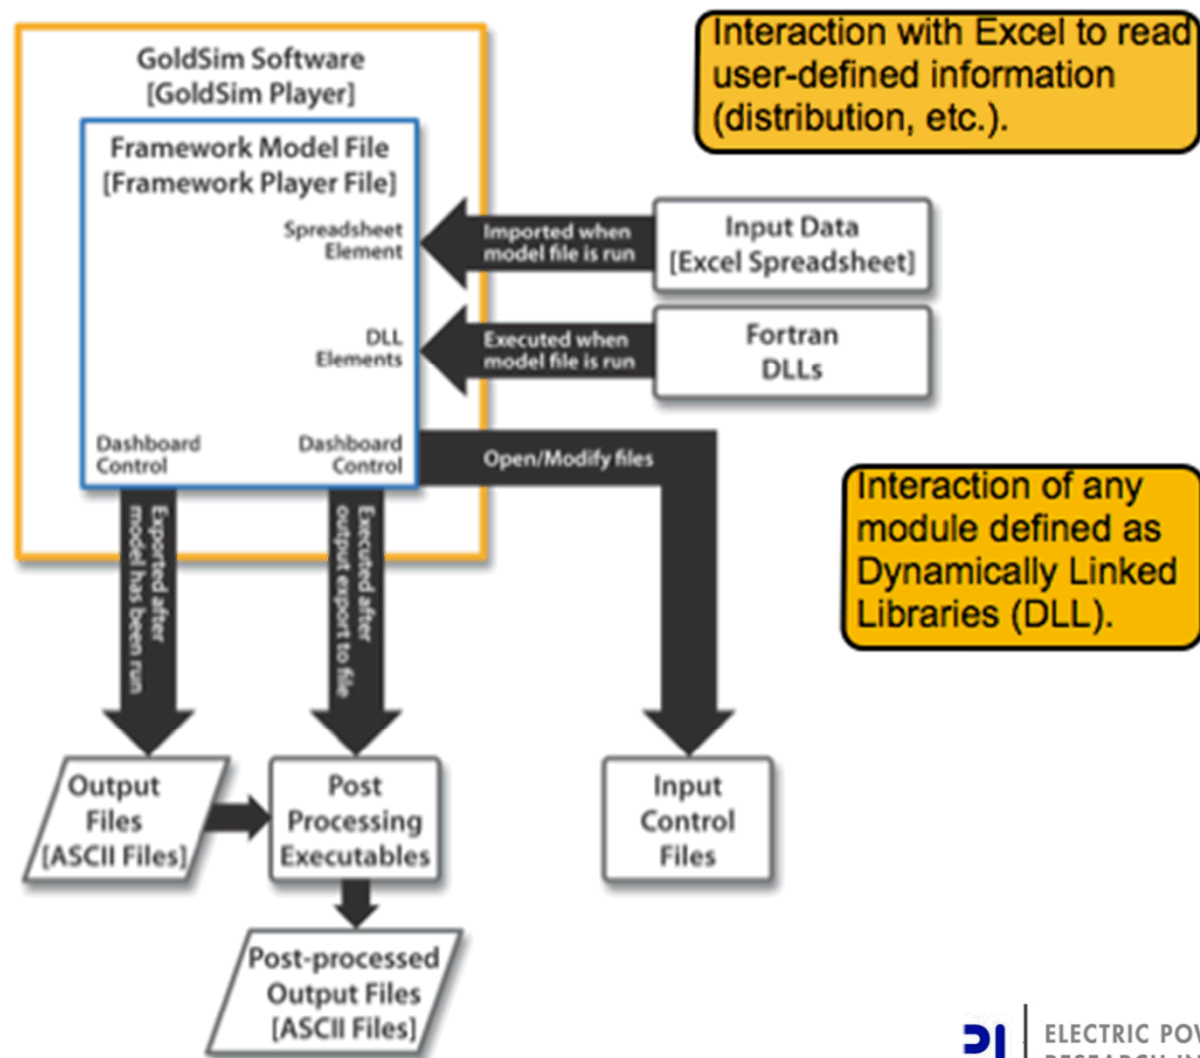 GoldSim Software
[GoldSim Player]
Framework Model File
[Framework Player File]
Spreadsheet
Element
DLL
Elements
Dashboard
Control
Dashboard
Control
Interaction with Excel to read
user-defined information
(distribution, etc.).
Imported when
model file is run
Input Data
[Excel Spreadsheet]
Executed when
model file is run
Fortran
DLLs
Open/Modify files
Interaction of any
module defined as
Dynamically Linked
Libraries (DLL).
Exported after
model has been run
Executed after
output export to file
Output
Files
[ASCII Files]
Post
Processing
Executables
Input
Control
Files
Post-processed
Output Files
[ASCII Files]
ELECTRIC